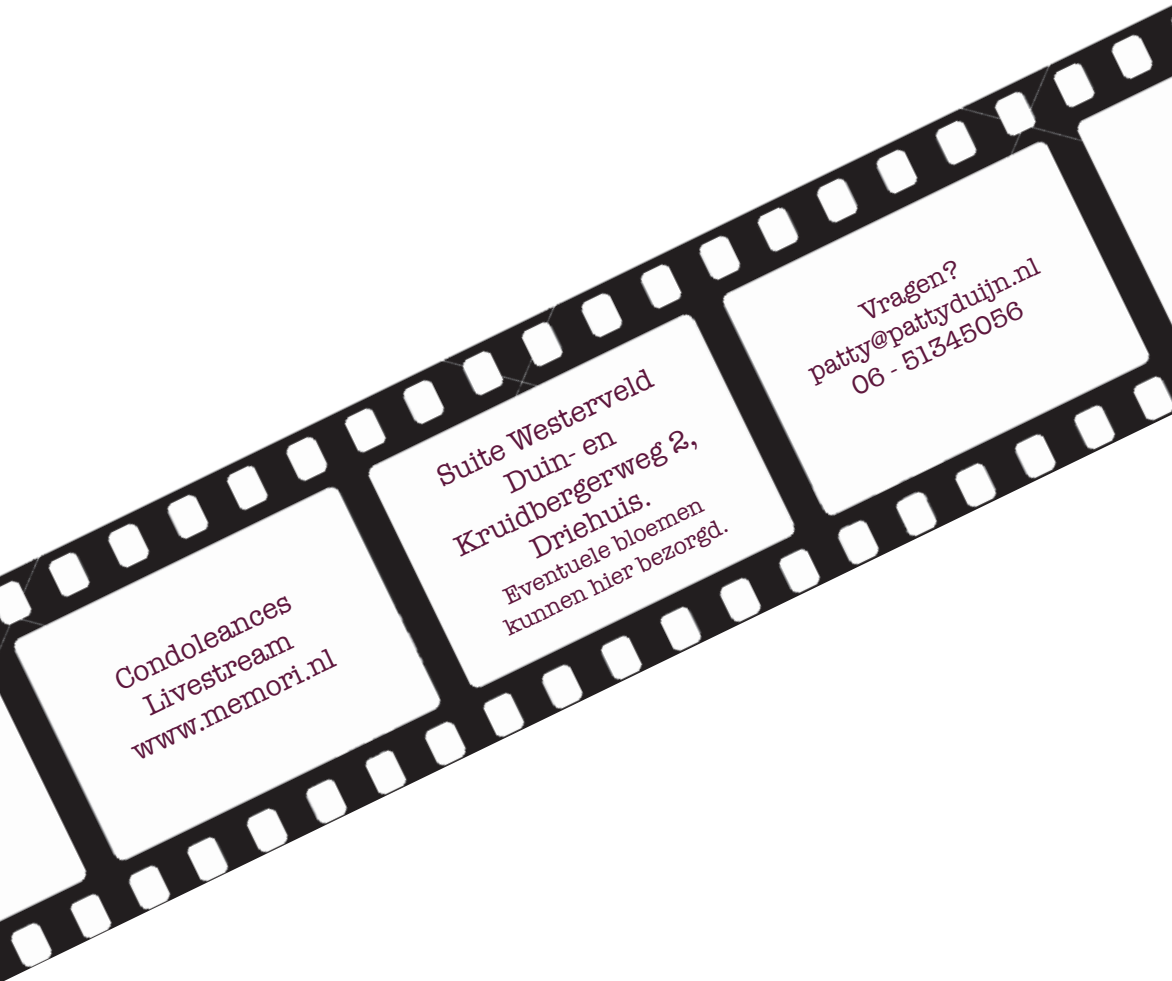 Condoleances
Livestream
www.memori.nl
Suite Westerveld
Duin- en
Kruidbergerweg 2,
Driehuis.
Eventuele bloemen
kunnen hier bezorgd.
Vragen?
patty@pattyduijn.nl
06 - 51345056